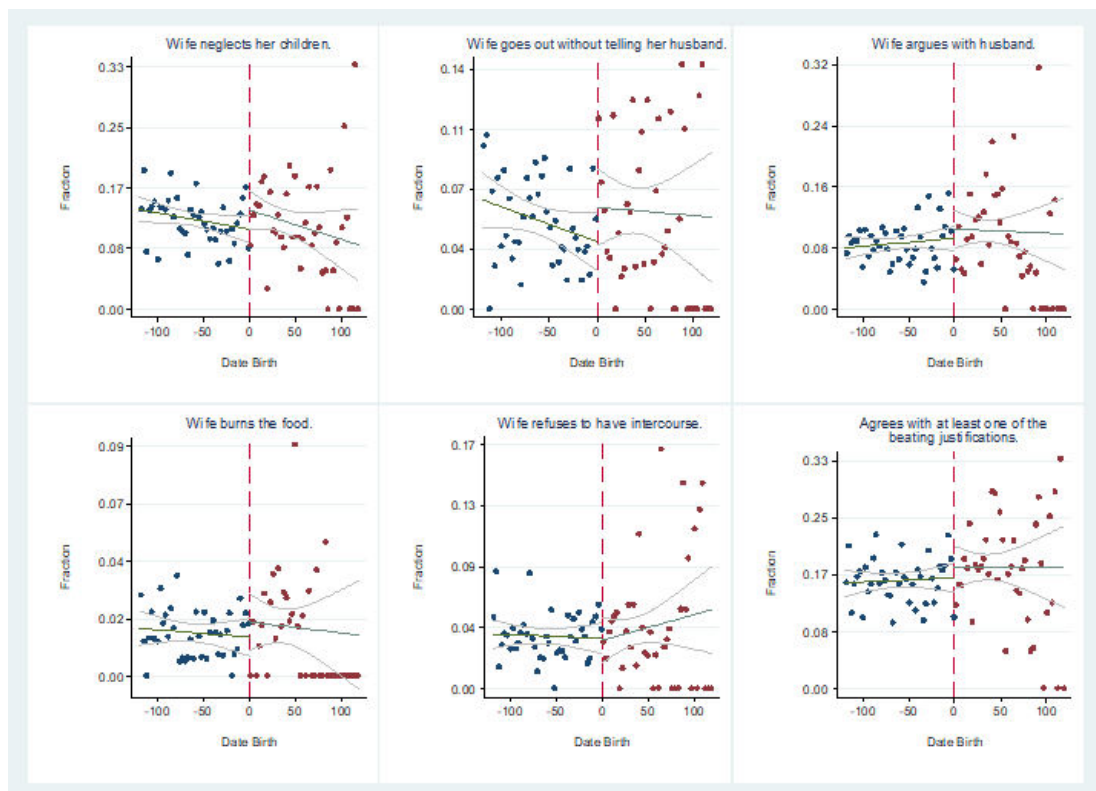 Wife neglects her children.
0.33
0.25
0.17
0.08
0.00
Fraction
-100 -50 0 50 100
Date Birth
Wife goes out without telling her husband.
0.14
0.11
0.07
0.04
0.00
Fraction
-100 -50 0 50 100
Date Birth
Wife argues with husband.
0.32
0.24
0.16
0.08
0.00
Fraction
-100 -50 0 50 100
Date Birth
Wife burns the food.
0.09
0.07
0.04
0.02
0.00
Fraction
-100 -50 0 50 100
Date Birth
Wife refuses to have intercourse.
0.17
0.13
0.09
0.04
0.00
Fraction
-100 -50 0 50 100
Date Birth
Agrees with at least one of the
beating justifications.
0.33
0.25
0.17
0.08
0.00
Fraction
-100 -50 0 50 100
Date Birth